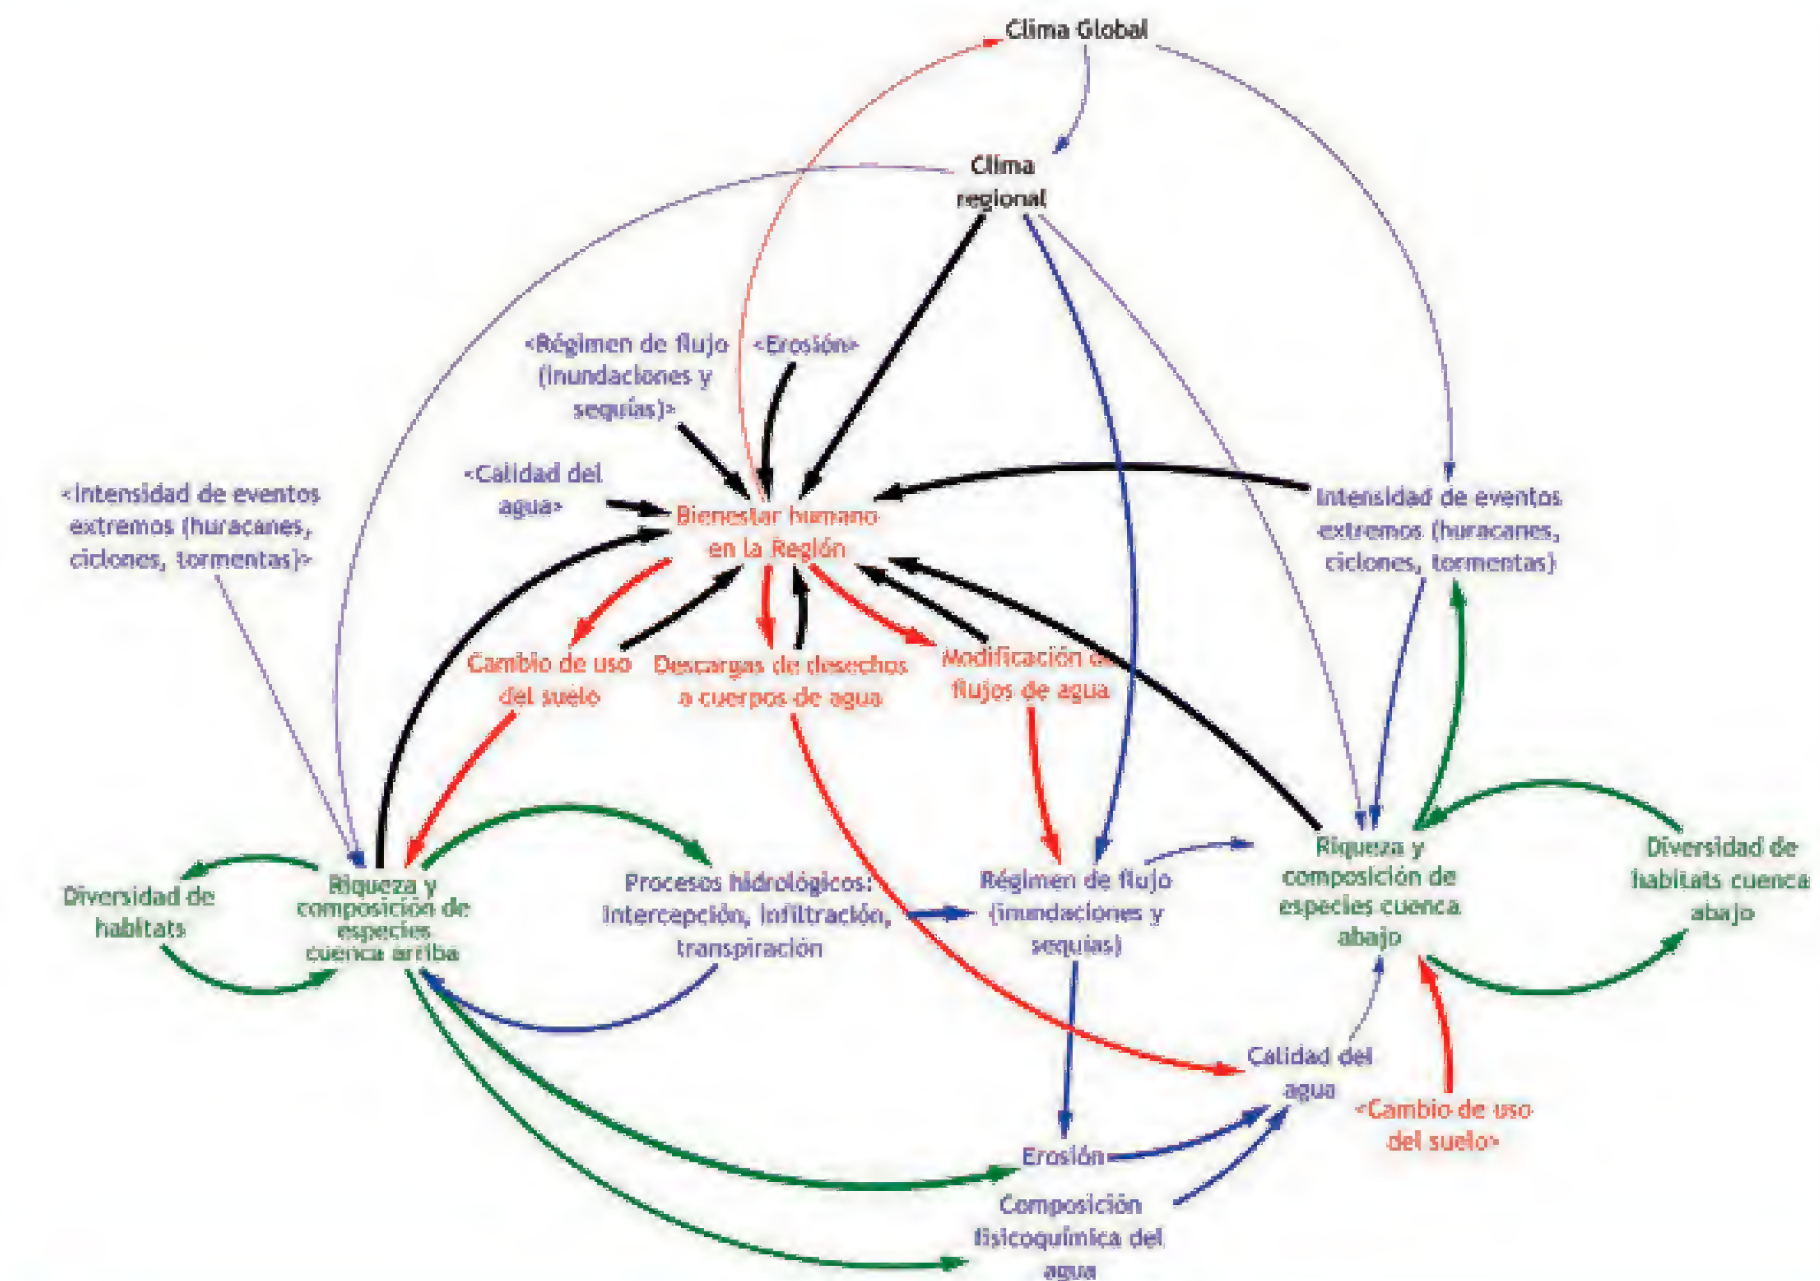 Clima Global
Clima
regional
<Régimen de flujo
(inundaciones y
sequías)>
<Erosión>
<Calidad del
agua>
<Intensidad de eventos
extremos (huracanes,
ciclones, tormentas)>
Bienestar humano
en la Región
Intensidad de eventos
extremos (huracanes,
ciclones, tormentas)
Cambio de uso
del suelo
Descargas de desechos
a cuerpos de agua
Modificación de
flujos de agua
Diversidad de
habitats
Riqueza y
composición de
especies
cuenca arriba
Procesos hidrológicos:
intercepción, infiltración,
transpiración
Régimen de flujo
(inundaciones y
sequías)
Riqueza y
composición de
especies cuenca
abajo
Diversidad de
habitats cuenca
abajo
Calidad del
agua
<Cambio de uso
del suelo>
Erosión
Composición
fisicoquímica del
agua